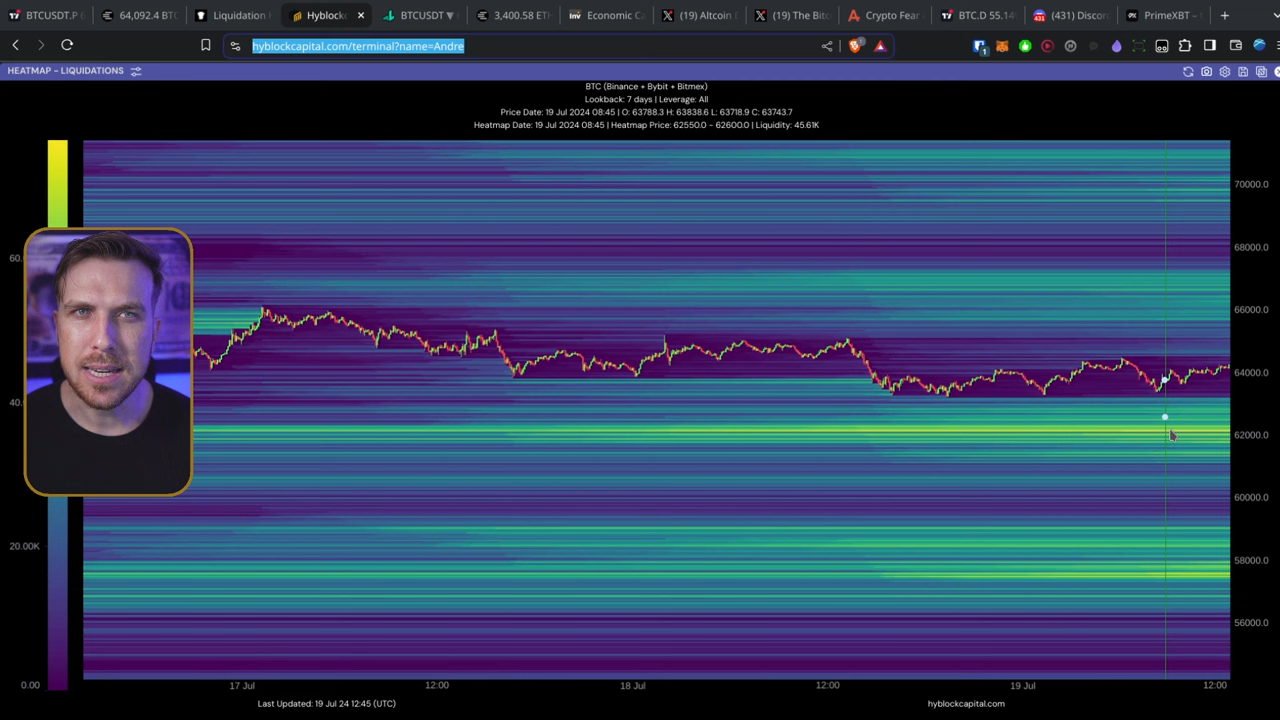 BTCUSDT.P
64,092.4 BTC
Liquidation
Hyblock
BTCUSDT ▼
3,400.58 ETH
Economic Ca
(19) Altcoin
(19) The Bit
Crypto Fear
BTC.D 55.14
(431) Discor
PrimeXBT -
hyblockcapital.com/terminal?name=Andre
HEATMAP - LIQUIDATIONS
BTC (Binance + Bybit + Bitmex)
Lookback: 7 days | Leverage: All
Price Date: 19 Jul 2024 08:45 | O: 63788.3 H: 63838.6 L: 63718.9 C: 63743.7
Heatmap Date: 19 Jul 2024 08:45 | Heatmap Price: 62550.0 - 62600.0 | Liquidity: 45.61K
60.
40.
20.00K
0.00
70000.0
68000.0
66000.0
64000.0
62000.0
60000.0
58000.0
56000.0
17 Jul
12:00
18 Jul
12:00
19 Jul
12:00
Last Updated: 19 Jul 24 12:45 (UTC)
hyblockcapital.com